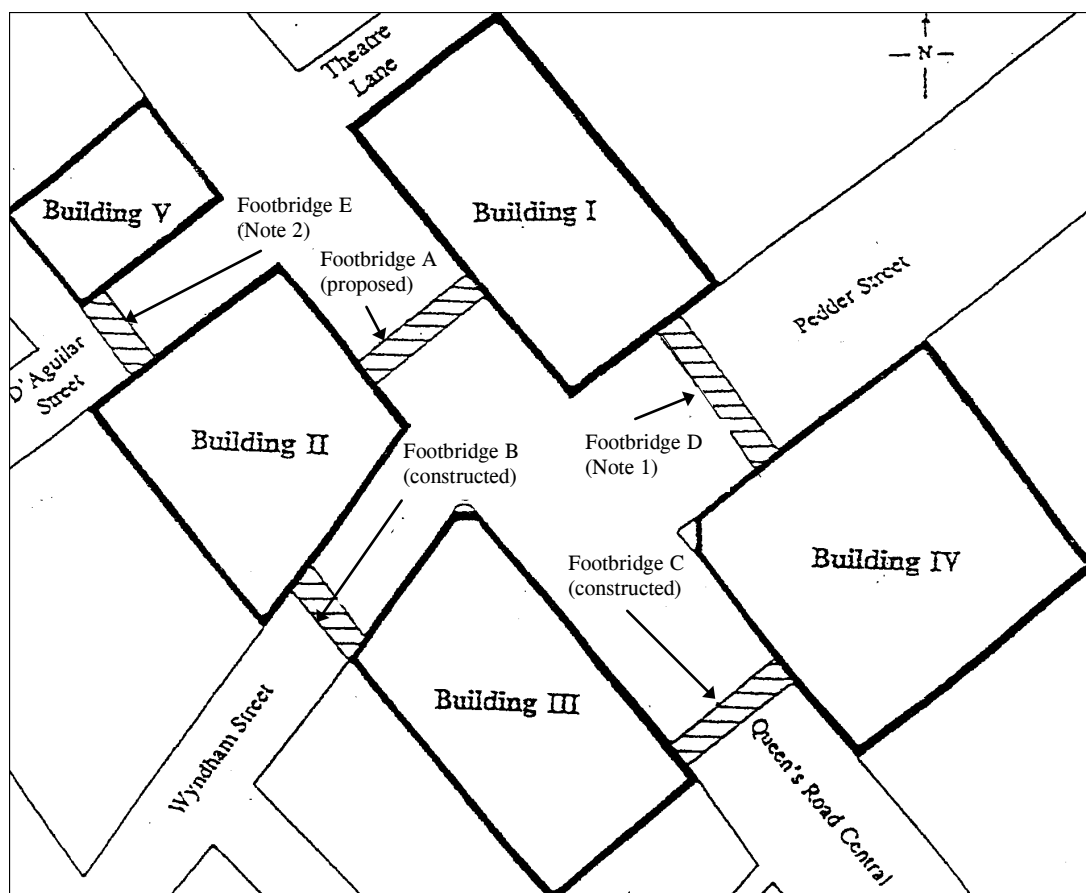 Theatre
Lane
N
Building V
Footbridge E
(Note 2)
Building I
Footbridge A
(proposed)
Pedder Street
D'Aguilar
Street
Building II
Footbridge B
(constructed)
Footbridge D
(Note 1)
Footbridge C
(constructed)
Building IV
Building III
Wyndham Street
Queen's Road Central